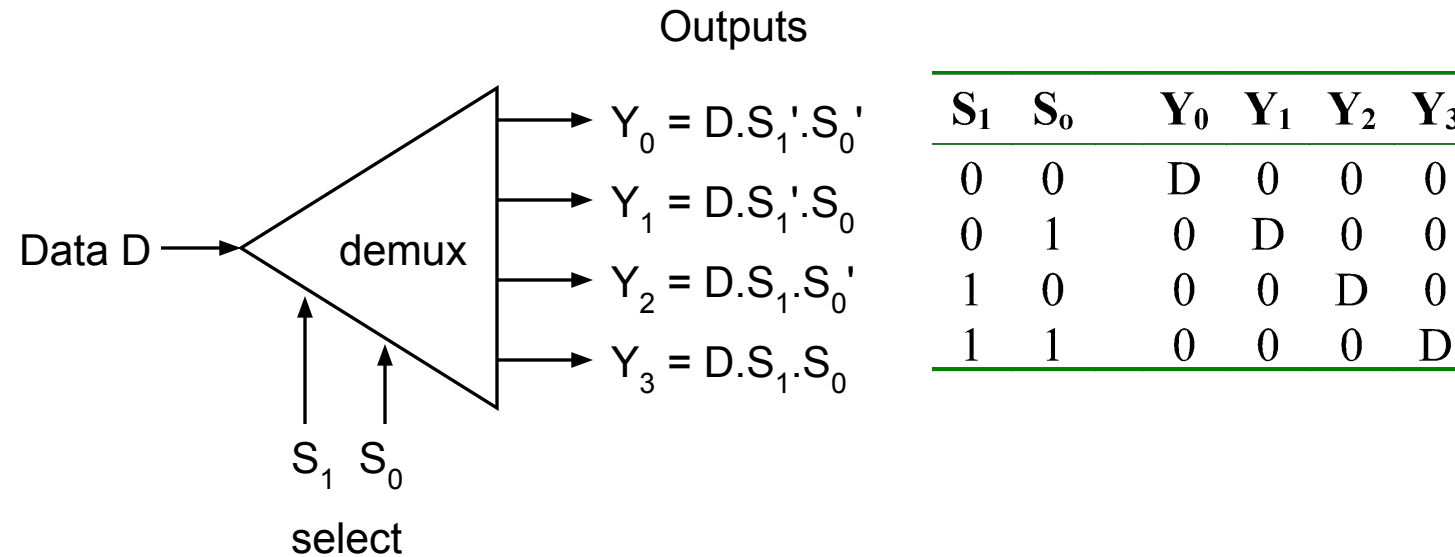 Outputs
Y0 = D.S1'.S0'
Y1 = D.S1'.S0
Data D
demux
Y2 = D.S1.S0'
Y3 = D.S1.S0
S1 S0
select
S1 So Y0 Y1 Y2 Y3
0 0 D 0 0 0
0 1 0 D 0 0
1 0 0 0 D 0
1 1 0 0 0 D